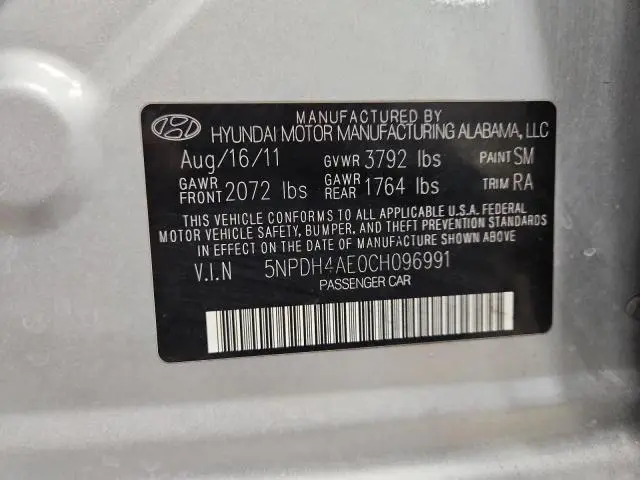 MANUFACTURED BY
HYUNDAI MOTOR MANUFACTURING ALABAMA, LLC
Aug/16/11 GVWR 3792 lbs PAINT SM
GAWR FRONT 2072 lbs GAWR REAR 1764 lbs TRIM RA
THIS VEHICLE CONFORMS TO ALL APPLICABLE U.S.A. FEDERAL
MOTOR VEHICLE SAFETY, BUMPER, AND THEFT PREVENTION STANDARDS
IN EFFECT ON THE DATE OF MANUFACTURE SHOWN ABOVE
V.I.N 5NPDH4AE0CH096991
PASSENGER CAR